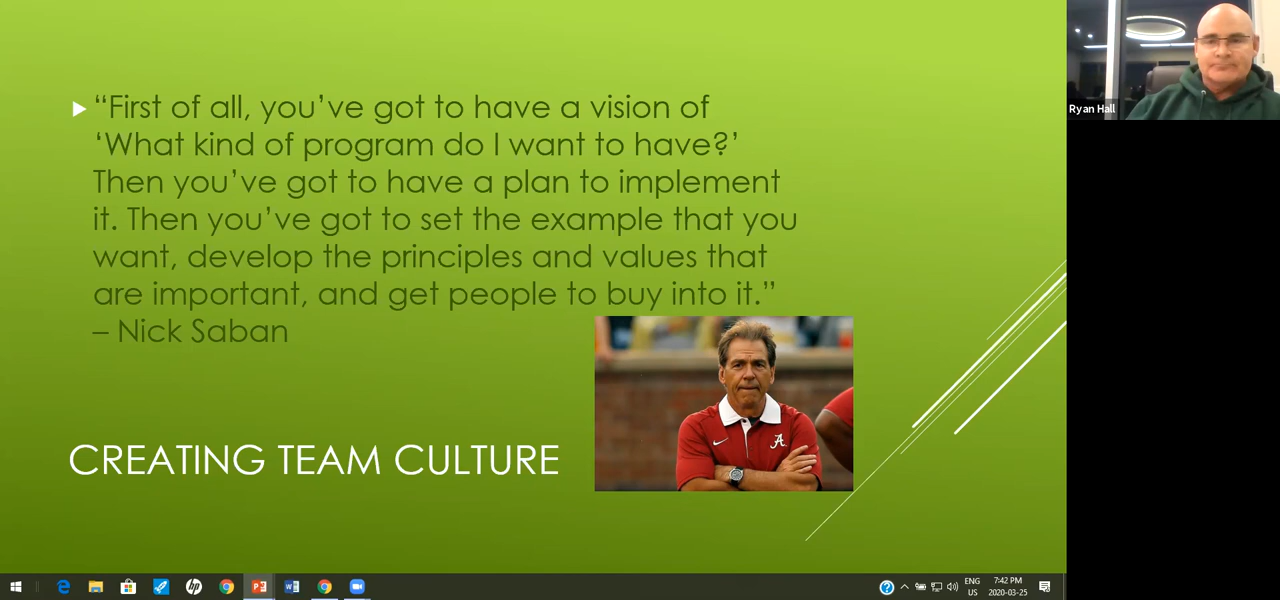 “First of all, you’ve got to have a vision of
‘What kind of program do I want to have?’
Then you’ve got to have a plan to implement
it. Then you’ve got to set the example that you
want, develop the principles and values that
are important, and get people to buy into it.”
– Nick Saban
CREATING TEAM CULTURE
A
Ryan Hall
hp
ENG
US
7:42 PM
2020-03-25